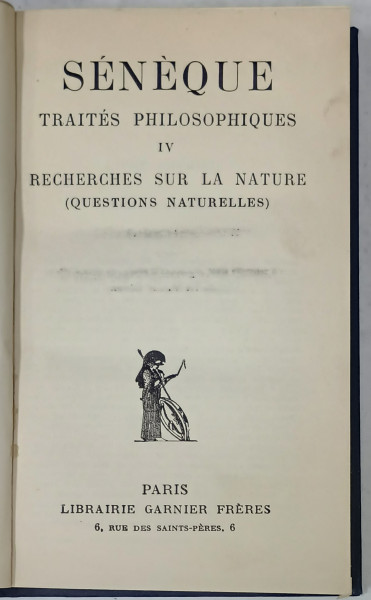 SÉNÈQUE
TRAITÉS PHILOSOPHIQUES
IV
RECHERCHES SUR LA NATURE
(QUESTIONS NATURELLES)
PARIS
LIBRAIRIE GARNIER FRÈRES
6, RUE DES SAINTS-PÈRES, 6